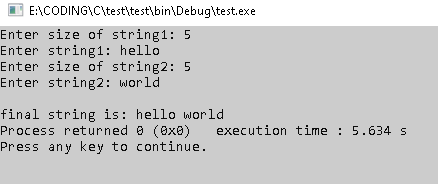 E:\CODING\C\test\test\bin\Debug\test.exe
Enter size of string1: 5
Enter string1: hello
Enter size of string2: 5
Enter string2: world
final string is: hello world
Process returned 0 (0x0)   execution time : 5.634 s
Press any key to continue.